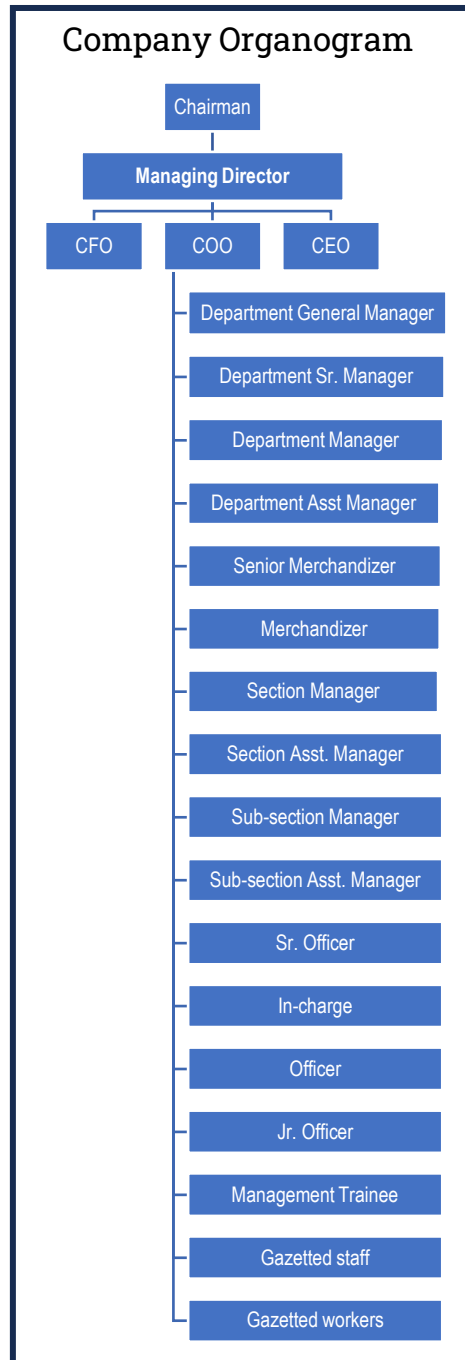 Company Organogram
Chairman
Managing Director
CFO COO CEO
Department General Manager
Department Sr. Manager
Department Manager
Department Asst Manager
Senior Merchandizer
Merchandizer
Section Manager
Section Asst. Manager
Sub-section Manager
Sub-section Asst. Manager
Sr. Officer
In-charge
Officer
Jr. Officer
Management Trainee
Gazetted staff
Gazetted workers